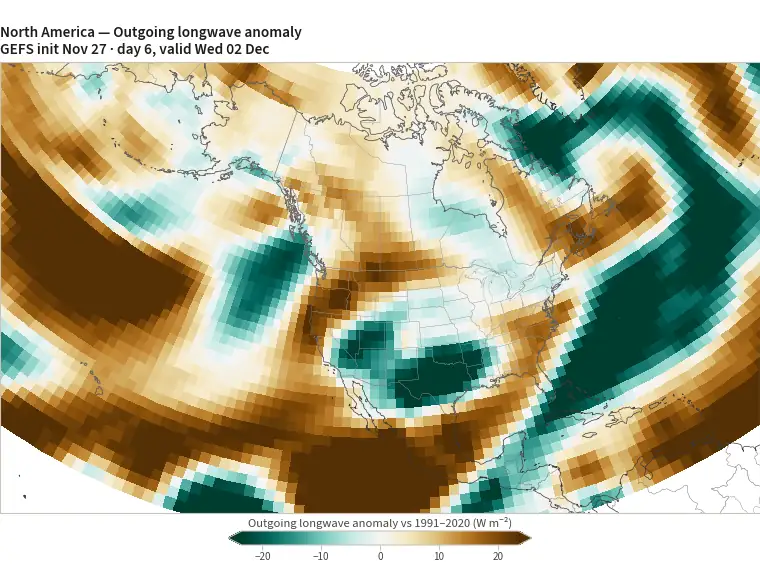 North America — Outgoing longwave anomaly
GEFS init Nov 27 · day 6, valid Wed 02 Dec
Outgoing longwave anomaly vs 1991–2020 (W m⁻²)
−20 −10 0 10 20